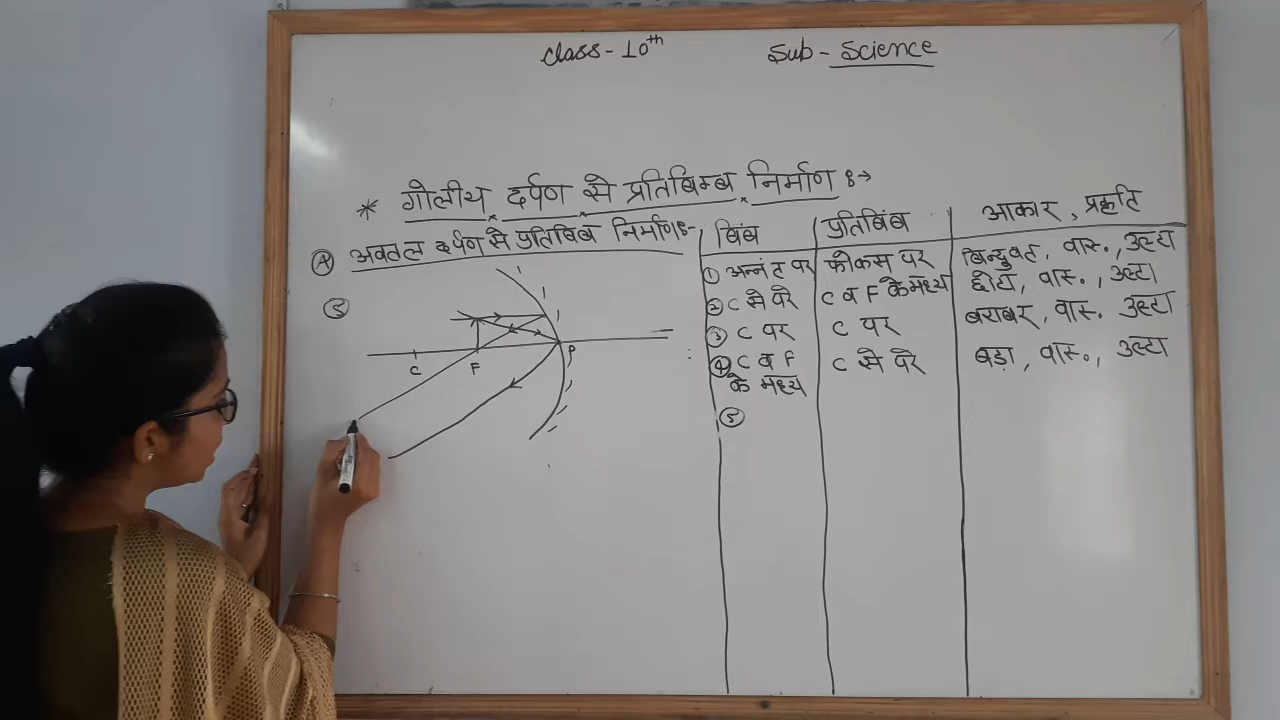 Class - 10th Sub - Science
* गोलीय दर्पण से प्रतिबिम्ब निर्माण :→
(A) अवतल दर्पण से प्रतिबिंब निर्माण :-
बिंब प्रतिबिंब आकार, प्रकृति
① अन्नंत पर फोकस पर बिन्दुवत, वास्., उल्टा
② C से परे C व F के मध्य छोटा, वास्., उल्टा
③ C पर C पर बराबर, वास्. उल्टा
④ C व F के मध्य C से परे बड़ा, वास्., उल्टा
⑤
⑤
C F P